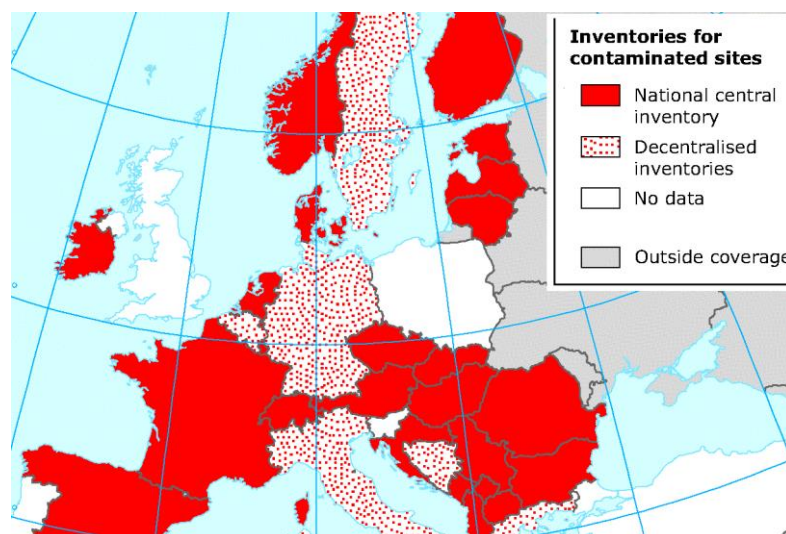 Inventories for
contaminated sites
National central
inventory
Decentralised
inventories
No data
Outside coverage